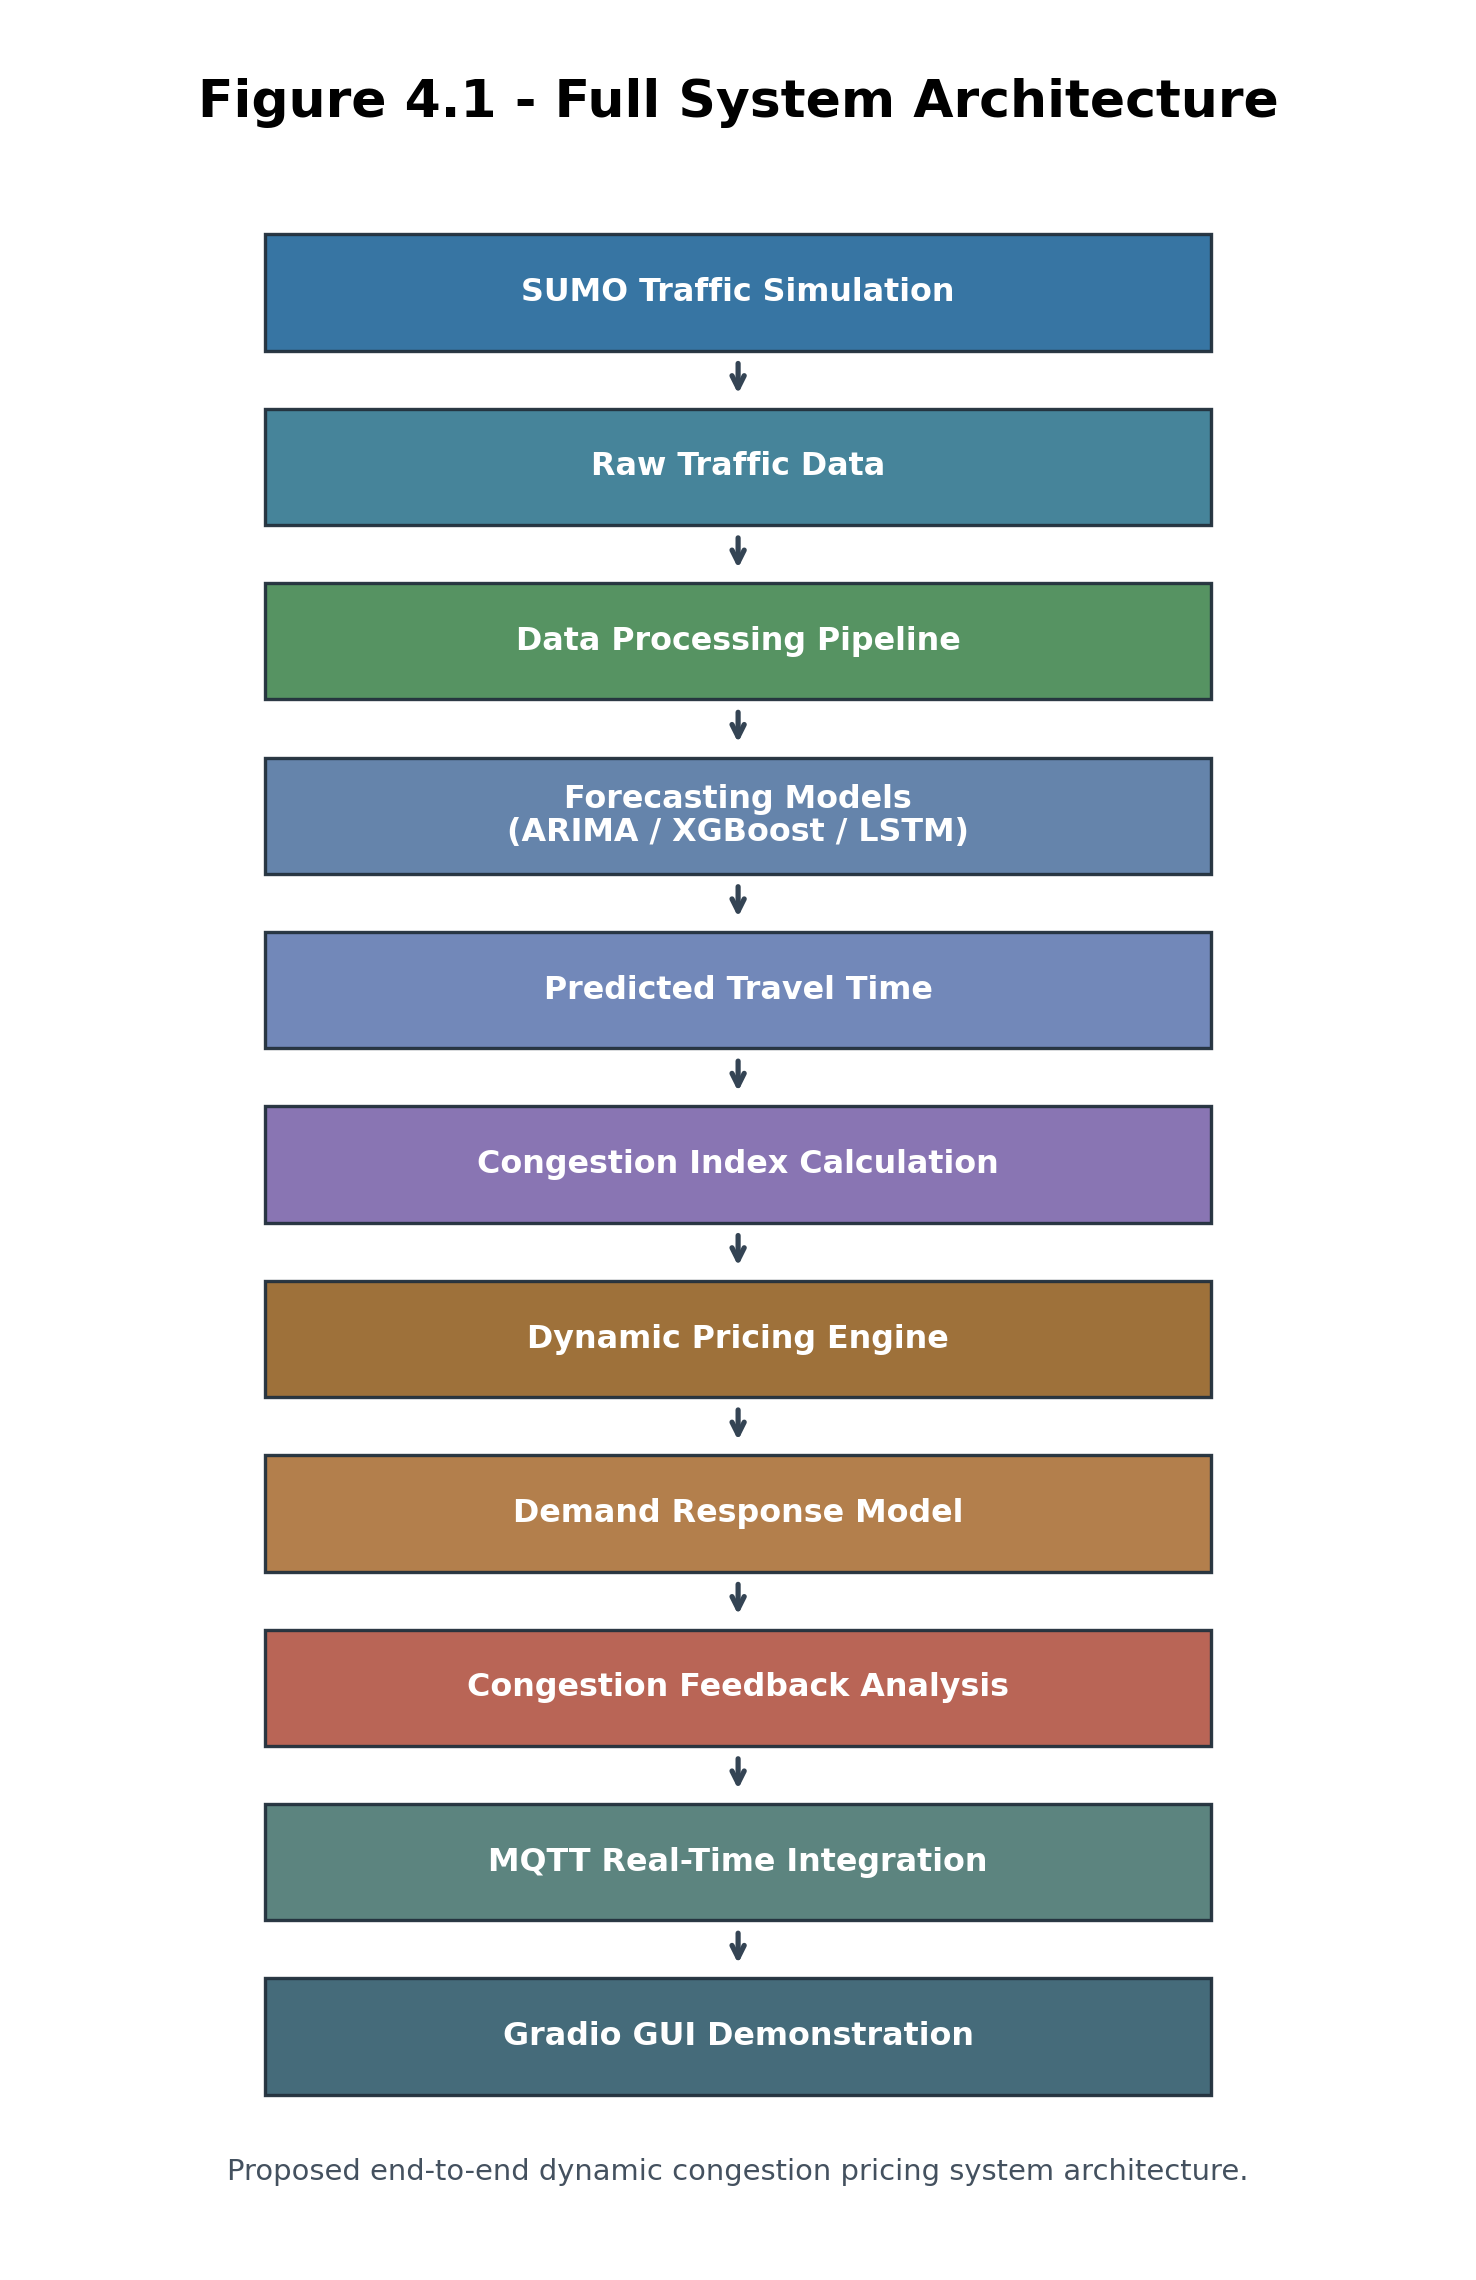 Figure 4.1 - Full System Architecture
SUMO Traffic Simulation
Raw Traffic Data
Data Processing Pipeline
Forecasting Models
(ARIMA / XGBoost / LSTM)
Predicted Travel Time
Congestion Index Calculation
Dynamic Pricing Engine
Demand Response Model
Congestion Feedback Analysis
MQTT Real-Time Integration
Gradio GUI Demonstration
Proposed end-to-end dynamic congestion pricing system architecture.